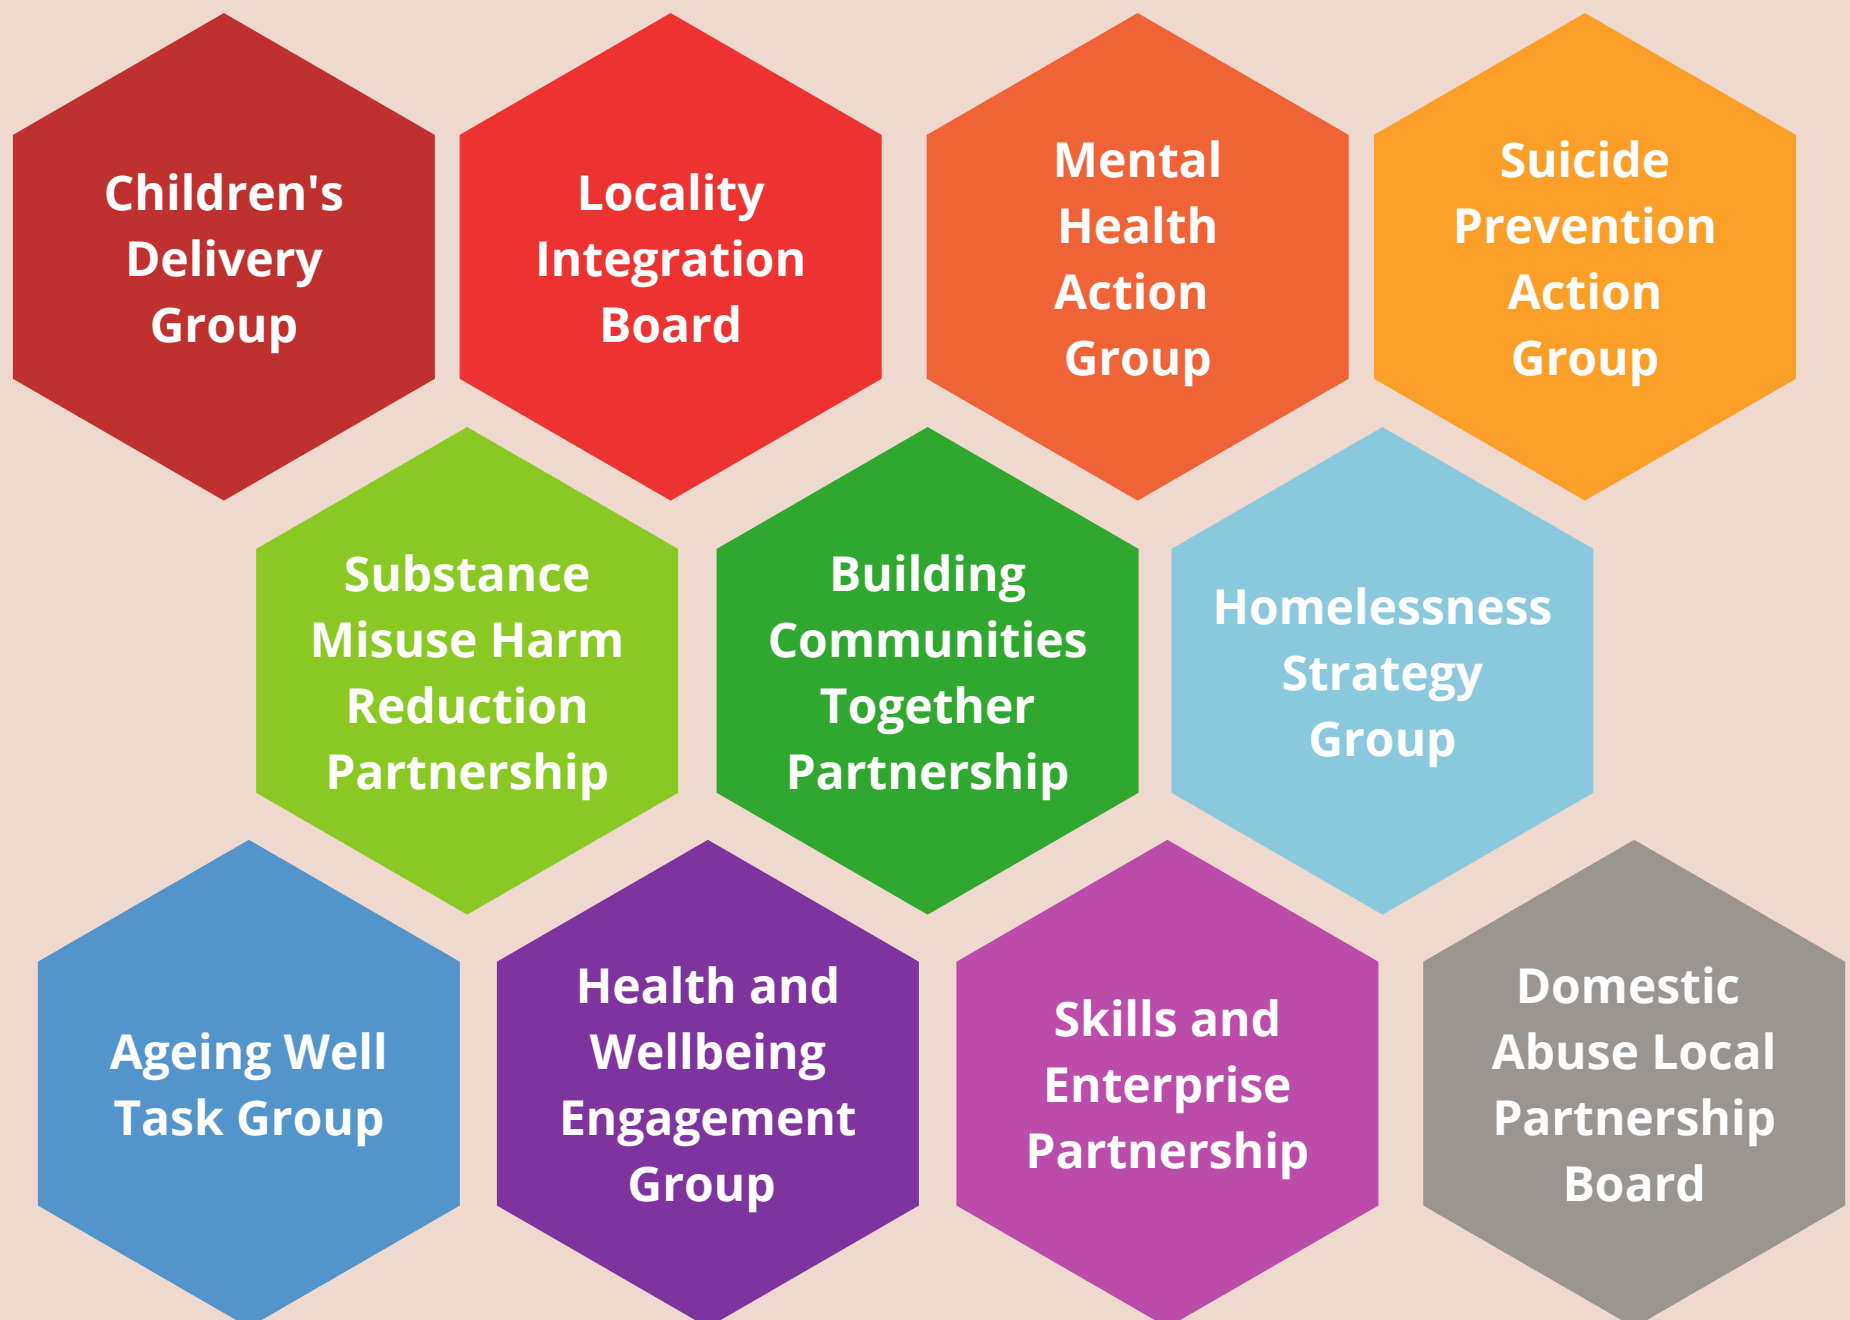 Children's
Delivery
Group
Locality
Integration
Board
Mental
Health
Action
Group
Suicide
Prevention
Action
Group
Substance
Misuse Harm
Reduction
Partnership
Building
Communities
Together
Partnership
Homelessness
Strategy
Group
Ageing Well
Task Group
Health and
Wellbeing
Engagement
Group
Skills and
Enterprise
Partnership
Domestic
Abuse Local
Partnership
Board